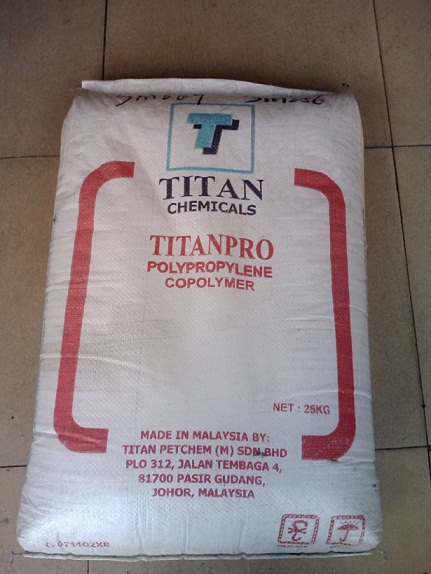 TITAN
CHEMICALS
TITANPRO
POLYPROPYLENE
COPOLYMER
NET : 25KG
MADE IN MALAYSIA BY:
TITAN PETCHEM (M) SDN BHD
PLO 312, JALAN TEMBAGA 4,
81700 PASIR GUDANG,
JOHOR, MALAYSIA